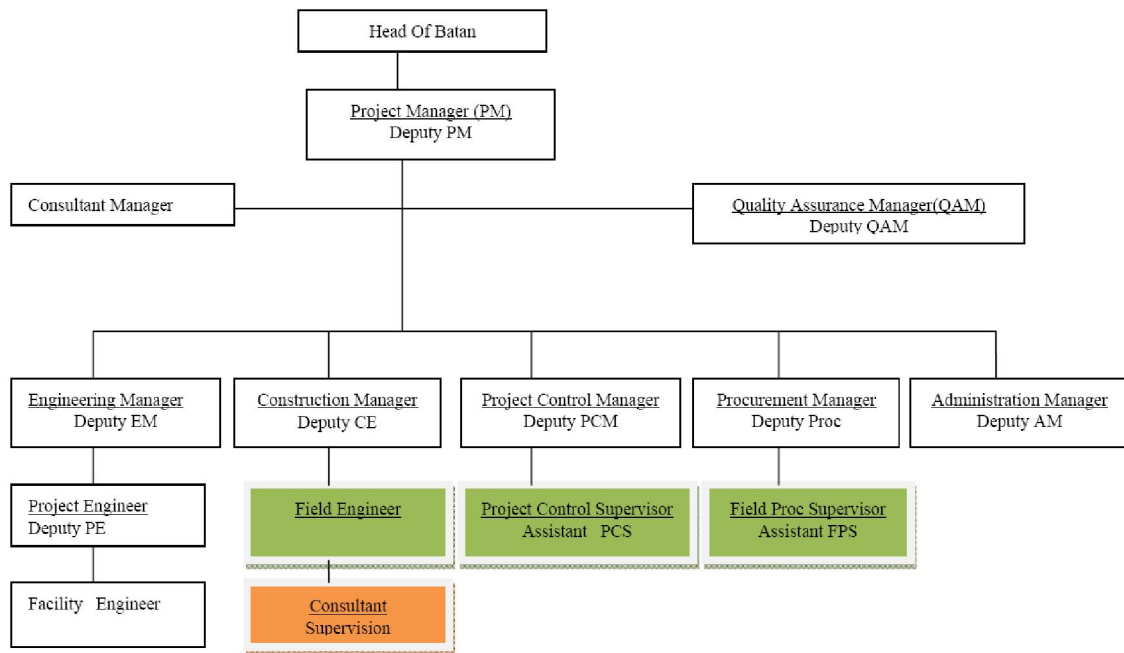 Head Of Batan
Project Manager (PM)
Deputy PM
Consultant Manager
Quality Assurance Manager(QAM)
Deputy QAM
Engineering Manager
Deputy EM
Construction Manager
Deputy CE
Project Control Manager
Deputy PCM
Procurement Manager
Deputy Proc
Administration Manager
Deputy AM
Project Engineer
Deputy PE
Field Engineer
Project Control Supervisor
Assistant PCS
Field Proc Supervisor
Assistant FPS
Facility Engineer
Consultant
Supervision